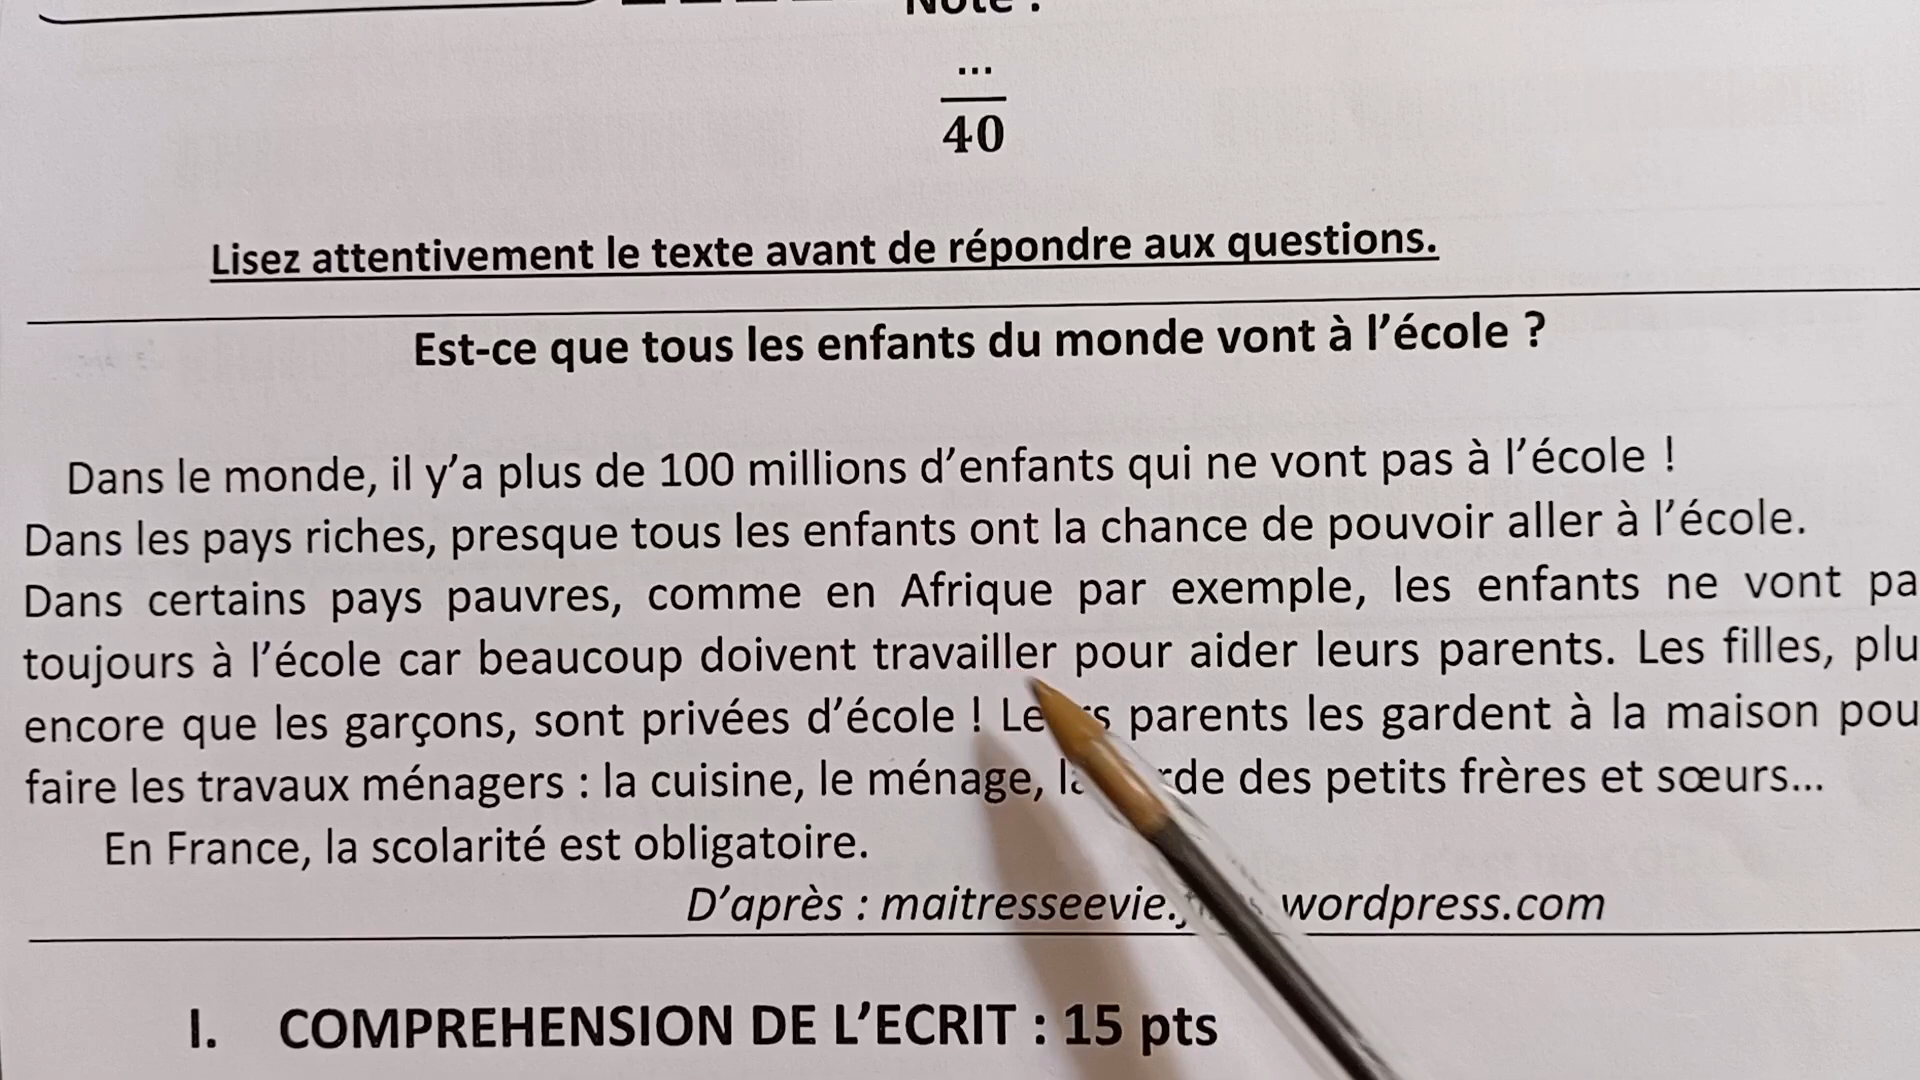 Note :
...
40
Lisez attentivement le texte avant de répondre aux questions.
Est-ce que tous les enfants du monde vont à l'école ?
Dans le monde, il y'a plus de 100 millions d'enfants qui ne vont pas à l'école !
Dans les pays riches, presque tous les enfants ont la chance de pouvoir aller à l'école.
Dans certains pays pauvres, comme en Afrique par exemple, les enfants ne vont pa
toujours à l'école car beaucoup doivent travailler pour aider leurs parents. Les filles, plu
encore que les garçons, sont privées d'école ! parents les gardent à la maison pou
faire les travaux ménagers : la cuisine, le ménage, des petits frères et sœurs...
En France, la scolarité est obligatoire.
D'après : maitresseevie. wordpress.com
I. COMPREHENSION DE L'ECRIT : 15 pts